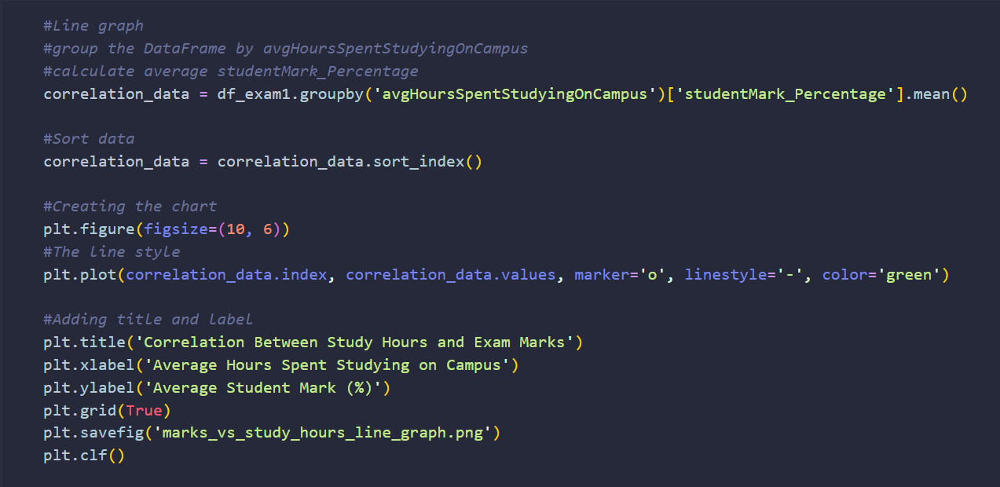 #Line graph
#group the DataFrame by avgHoursSpentStudyingOnCampus
#calculate average studentMark_Percentage
correlation_data = df_exam1.groupby('avgHoursSpentStudyingOnCampus')['studentMark_Percentage'].mean()
#Sort data
correlation_data = correlation_data.sort_index()
#Creating the chart
plt.figure(figsize=(10, 6))
#The line style
plt.plot(correlation_data.index, correlation_data.values, marker='o', linestyle='-', color='green')
#Adding title and label
plt.title('Correlation Between Study Hours and Exam Marks')
plt.xlabel('Average Hours Spent Studying on Campus')
plt.ylabel('Average Student Mark (%)')
plt.grid(True)
plt.savefig('marks_vs_study_hours_line_graph.png')
plt.clf()